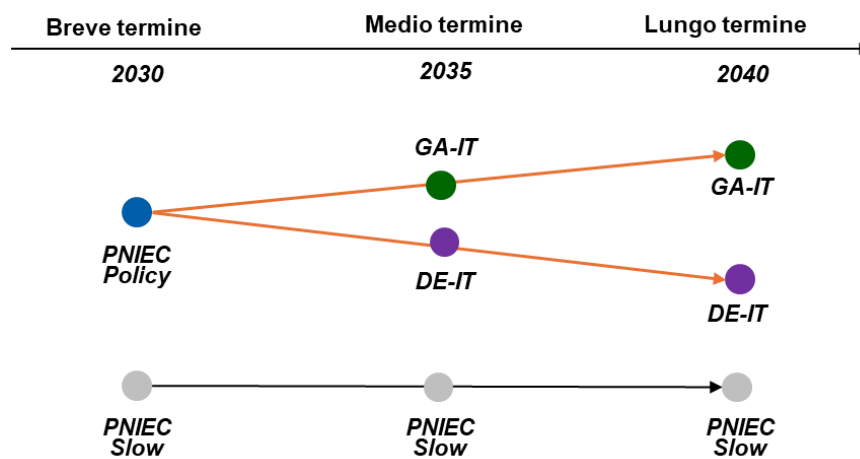 Breve termine
Medio termine
Lungo termine
2030
2035
2040
GA-IT
GA-IT
PNIEC
Policy
DE-IT
DE-IT
PNIEC
Slow
PNIEC
Slow
PNIEC
Slow